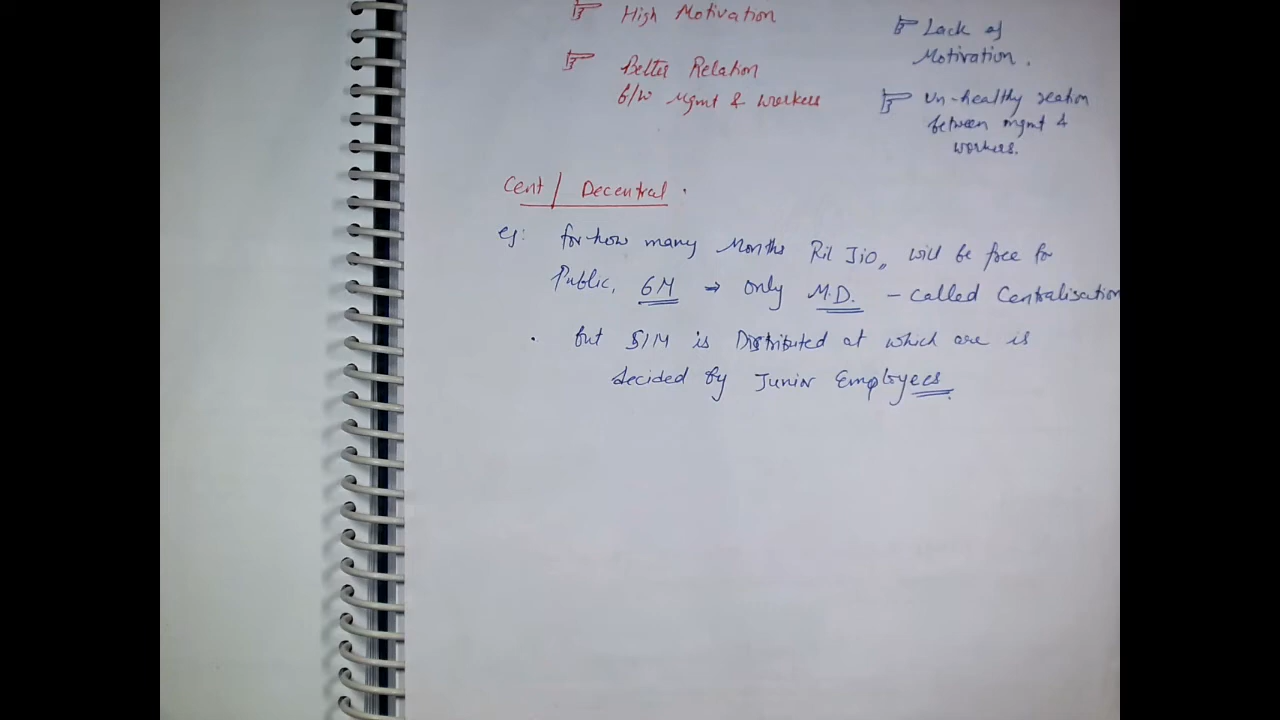 High Motivation
Better Relation
b/w Mgmt & workers
Lack of
Motivation.
Un-healthy reation
between mgmt &
workers.
Cent / Decentral.
eg: for how many Months Ril Jio, will be free for
Public, 6M → only M.D. - called Centralisation
. but SIM is Distributed at which are is
decided by Junior Employees.